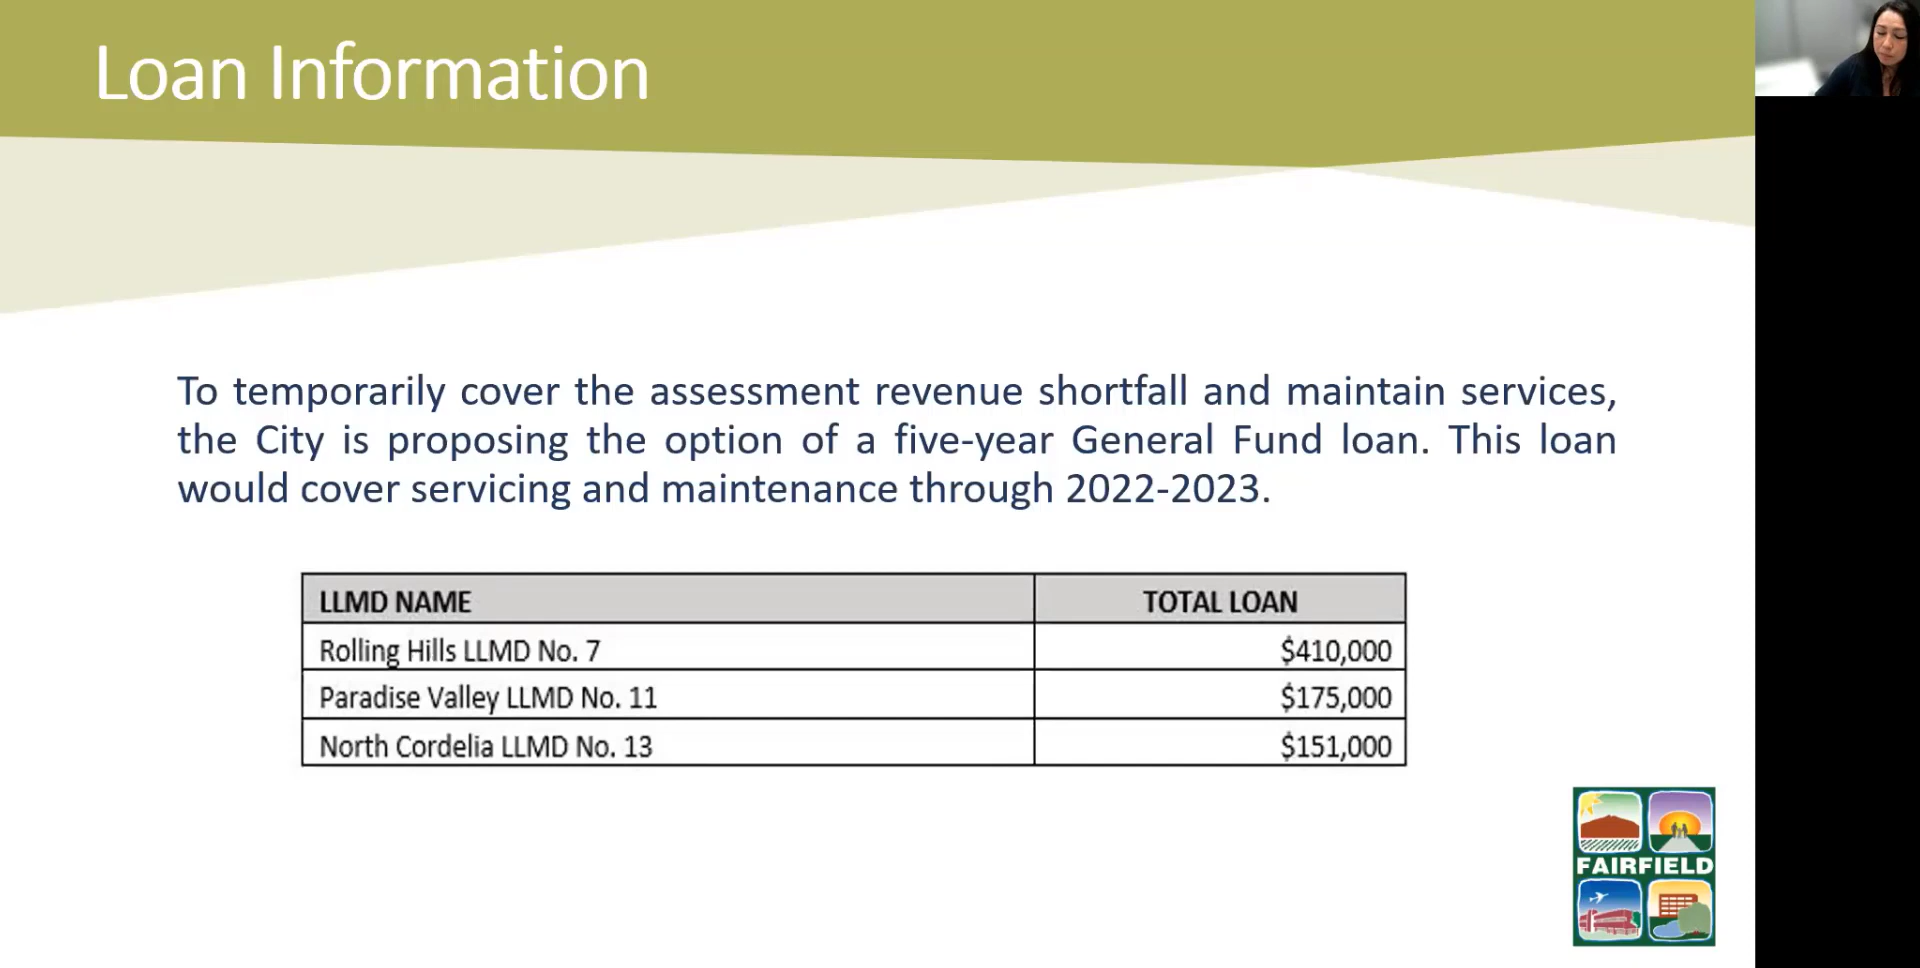 Loan Information
To temporarily cover the assessment revenue shortfall and maintain services,
the City is proposing the option of a five-year General Fund loan. This loan
would cover servicing and maintenance through 2022-2023.
LLMD NAME TOTAL LOAN
Rolling Hills LLMD No. 7 $410,000
Paradise Valley LLMD No. 11 $175,000
North Cordelia LLMD No. 13 $151,000
FAIRFIELD